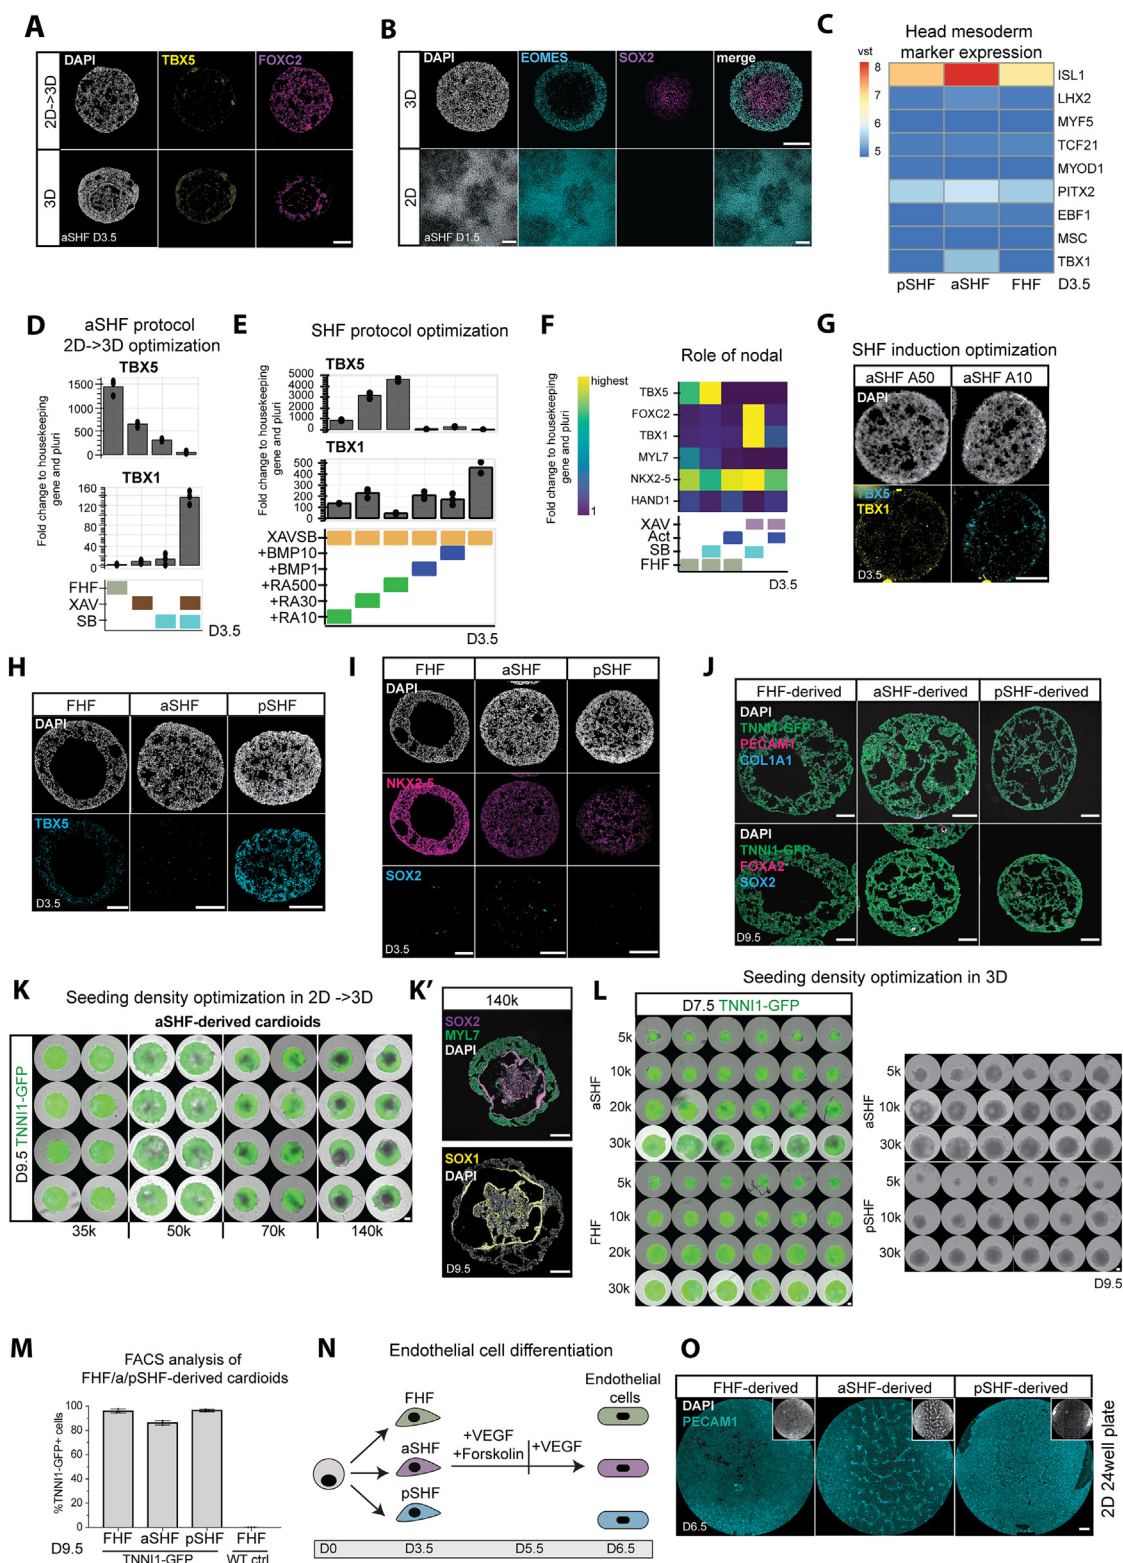 A
DAPI TBX5 FOXC2
2D->3D
3D
aSHF D3.5
B
DAPI EOMES SOX2 merge
3D
2D
aSHF D1.5
C
Head mesoderm
marker expression
vst
8
7
6
5
ISL1
LHX2
MYF5
TCF21
MYOD1
PITX2
EBF1
MSC
TBX1
pSHF aSHF FHF D3.5
D
aSHF protocol
2D->3D optimization
Fold change to housekeeping
gene and pluri
TBX5
1500
1000
500
0
TBX1
160
120
80
40
0
FHF
XAV
SB
D3.5
E
SHF protocol optimization
Fold change to housekeeping
gene and pluri
TBX5
5000
4000
3000
2000
1000
0
TBX1
500
400
300
200
100
0
XAVSB
+BMP10
+BMP1
+RA500
+RA30
+RA10
D3.5
F
Role of nodal
Fold change to housekeeping
gene and pluri
highest
1
TBX5
FOXC2
TBX1
MYL7
NKX2-5
HAND1
XAV
Act
SB
FHF
D3.5
G
SHF induction optimization
aSHF A50 aSHF A10
DAPI
TBX5
TBX1
D3.5
H
FHF aSHF pSHF
DAPI
TBX5
D3.5
I
FHF aSHF pSHF
DAPI
NKX2-5
SOX2
D3.5
J
FHF-derived aSHF-derived pSHF-derived
DAPI
TNNI1-GFP
PECAM1
COL1A1
DAPI
TNNI1-GFP
FOXA2
SOX2
D9.5
K
Seeding density optimization in 2D ->3D
aSHF-derived cardioids
D9.5 TNNI1-GFP
35k 50k 70k 140k
K'
140k
SOX2
MYL7
DAPI
SOX1
DAPI
D9.5
Seeding density optimization in 3D
L
D7.5 TNNI1-GFP
aSHF
5k
10k
20k
30k
FHF
5k
10k
20k
30k
aSHF
5k
10k
30k
pSHF
5k
10k
30k
D9.5
M
FACS analysis of
FHF/a/pSHF-derived cardioids
%TNNI1-GFP+ cells
100
80
60
40
20
0
FHF aSHF pSHF FHF
D9.5 TNNI1-GFP WT ctrl
N
Endothelial cell differentiation
FHF
aSHF
pSHF
+VEGF
+Forskolin
+VEGF
Endothelial
cells
D0 D3.5 D5.5 D6.5
O
FHF-derived aSHF-derived pSHF-derived
DAPI
PECAM1
D6.5
2D 24well plate